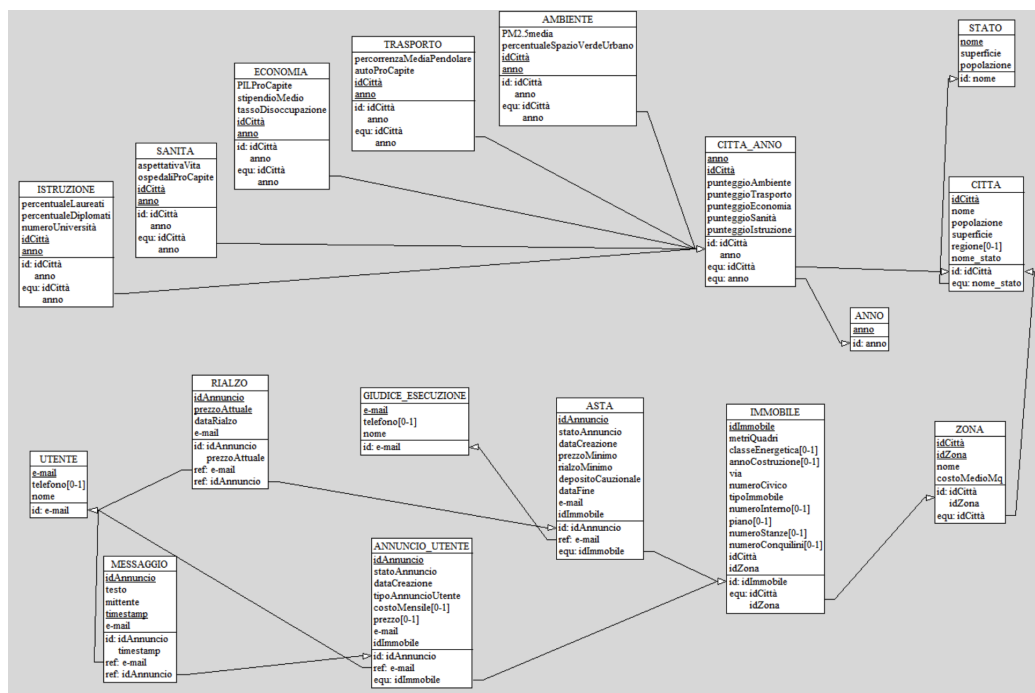 AMBIENTE
PM2.5media
percentualeSpazioVerdeUrbano
idCittà
anno
id: idCittà
anno
equ: idCittà
anno
STATO
nome
superficie
popolazione
id: nome
TRASPORTO
percorrenzaMediaPendolare
autoProCapite
idCittà
anno
id: idCittà
anno
equ: idCittà
anno
ECONOMIA
PILProCapite
stipendioMedio
tassoDisoccupazione
idCittà
anno
id: idCittà
anno
equ: idCittà
anno
SANITA
aspettativaVita
ospedaliProCapite
idCittà
anno
id: idCittà
anno
equ: idCittà
anno
ISTRUZIONE
percentualeLaureati
percentualeDiplomati
numeroUniversità
idCittà
anno
id: idCittà
anno
equ: idCittà
anno
CITTA_ANNO
anno
idCittà
punteggioAmbiente
punteggioTrasporto
punteggioEconomia
punteggioSanità
punteggioIstruzione
id: idCittà
anno
equ: idCittà
equ: anno
CITTA
idCittà
nome
popolazione
superficie
regione[0-1]
nome_stato
id: idCittà
equ: nome_stato
ANNO
anno
id: anno
RIALZO
idAnnuncio
prezzoAttuale
dataRialzo
e-mail
id: idAnnuncio
prezzoAttuale
ref: e-mail
ref: idAnnuncio
GIUDICE_ESECUZIONE
e-mail
telefono[0-1]
nome
id: e-mail
ASTA
idAnnuncio
statoAnnuncio
dataCreazione
prezzoMinimo
rialzoMinimo
depositoCauzionale
dataFine
e-mail
idImmobile
id: idAnnuncio
ref: e-mail
equ: idImmobile
IMMOBILE
idImmobile
metriQuadri
classeEnergetica[0-1]
annoCostruzione[0-1]
via
numeroCivico
tipoImmobile
numeroInterno[0-1]
piano[0-1]
numeroStanze[0-1]
numeroConquilini[0-1]
idCittà
idZona
id: idImmobile
equ: idCittà
idZona
ZONA
idCittà
idZona
nome
costoMedioMq
id: idCittà
idZona
equ: idCittà
UTENTE
e-mail
telefono[0-1]
nome
id: e-mail
MESSAGGIO
idAnnuncio
testo
mittente
timestamp
e-mail
id: idAnnuncio
timestamp
ref: e-mail
ref: idAnnuncio
ANNUNCIO_UTENTE
idAnnuncio
statoAnnuncio
dataCreazione
tipoAnnuncioUtente
costoMensile[0-1]
prezzo[0-1]
e-mail
idImmobile
id: idAnnuncio
ref: e-mail
equ: idImmobile